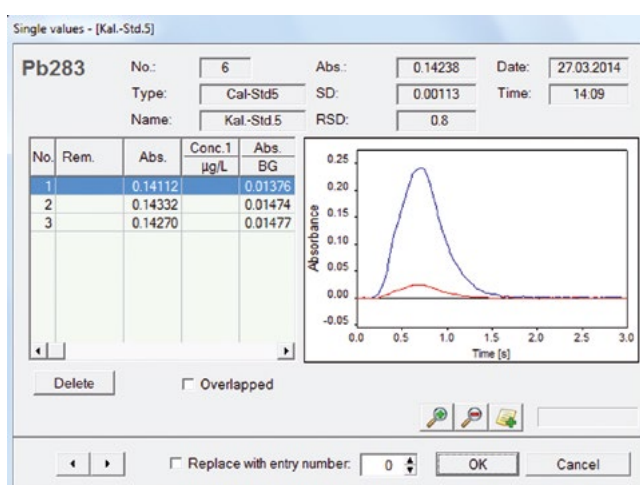 Single values - [Kal.-Std.5]
Pb283 No.: 6 Abs.: 0.14238 Date: 27.03.2014
Type: Cal-Std5 SD: 0.00113 Time: 14:09
Name: Kal.-Std.5 RSD: 0.8
No. Rem. Abs. Conc.1 Abs.
µg/L BG
1 0.14112 0.01376
2 0.14332 0.01474
3 0.14270 0.01477
Absorbance
0.25
0.20
0.15
0.10
0.05
0.00
-0.05
0.0 0.5 1.0 1.5 2.0 2.5 3.0
Time [s]
Delete Overlapped
Replace with entry number: 0 OK Cancel